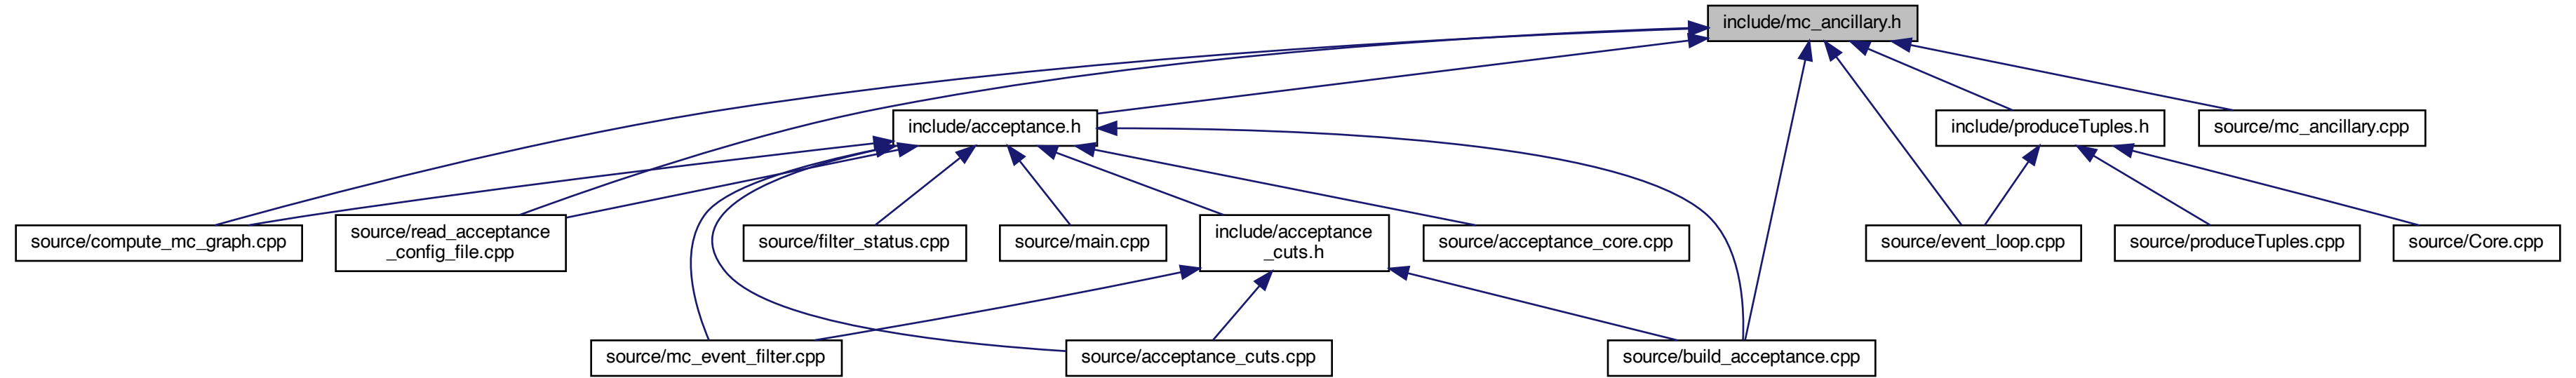 include/mc_ancillary.h
include/acceptance.h
include/produceTuples.h
source/mc_ancillary.cpp
source/compute_mc_graph.cpp
source/read_acceptance
_config_file.cpp
source/filter_status.cpp
source/main.cpp
include/acceptance
_cuts.h
source/acceptance_core.cpp
source/event_loop.cpp
source/produceTuples.cpp
source/Core.cpp
source/mc_event_filter.cpp
source/acceptance_cuts.cpp
source/build_acceptance.cpp